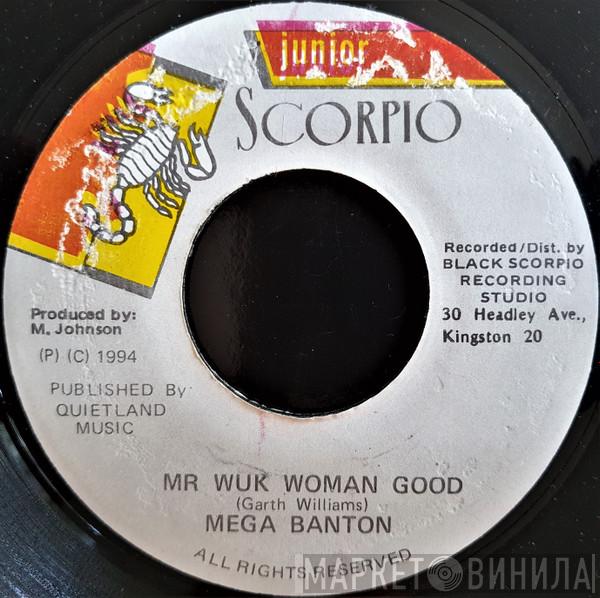 junior
SCORPIO
Recorded/Dist. by
BLACK SCORPIO
RECORDING
STUDIO
30 Headley Ave.,
Kingston 20
Produced by:
M. Johnson
(P) (C) 1994
PUBLISHED By
QUIETLAND
MUSIC
MR WUK WOMAN GOOD
(Garth Williams)
MEGA BANTON
ALL RIGHTS RESERVED
МАРКЕТ ВИНИЛА